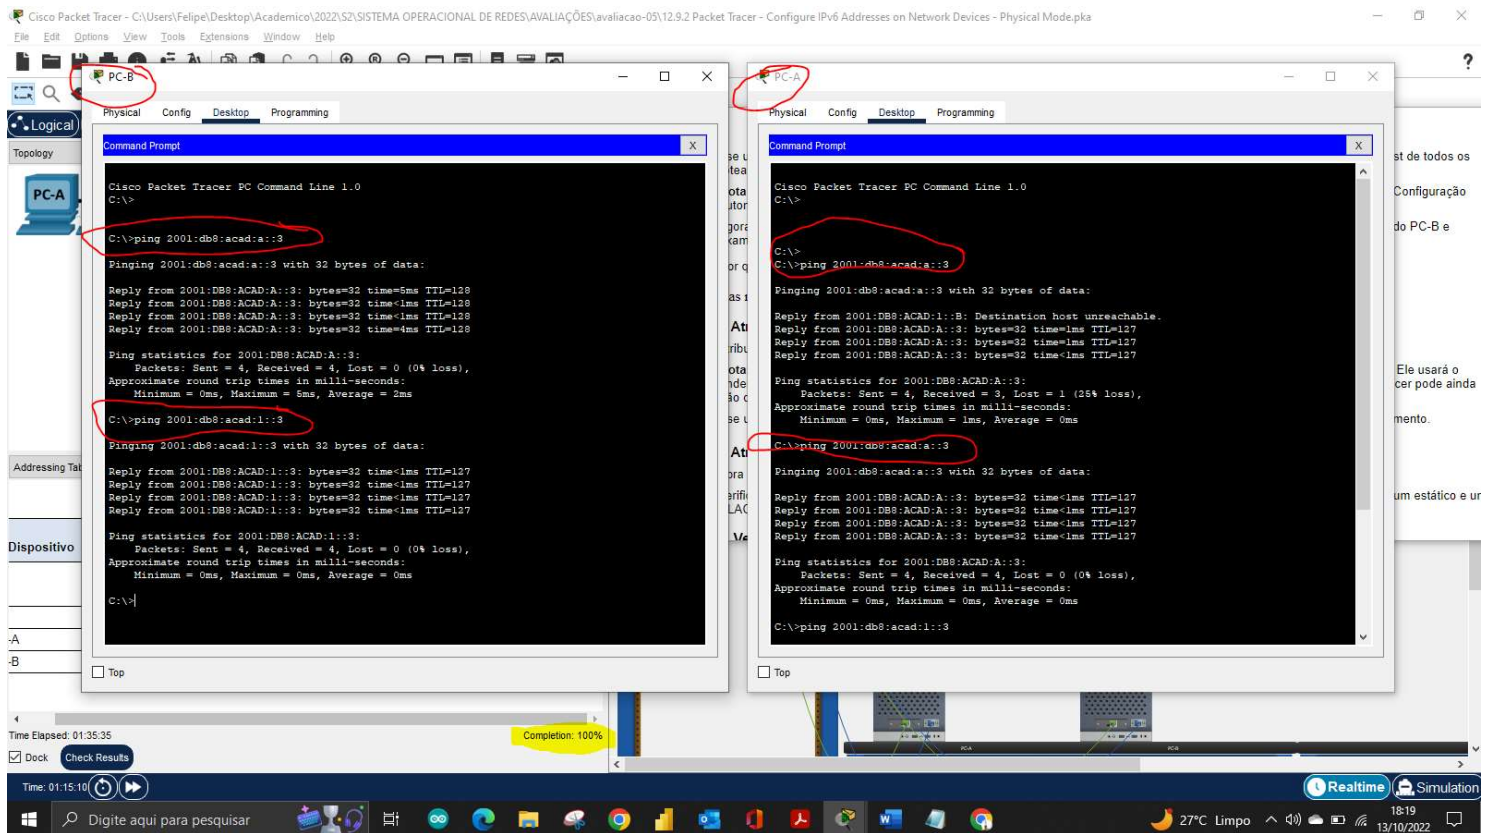 Cisco Packet Tracer - C:\Users\Felipe\Desktop\Academico\2022\S2\SISTEMA OPERACIONAL DE REDES\AVALIAÇÕES\avaliacao-05\12.9.2 Packet Tracer - Configure IPv6 Addresses on Network Devices - Physical Mode.pka
File Edit Options View Tools Extensions Window Help
Logical
Topology
PC-A
Addressing Tab
Dispositivo
-A
-B
PC-B
Physical Config Desktop Programming
Command Prompt X
Cisco Packet Tracer PC Command Line 1.0
C:\>
C:\>ping 2001:db8:acad:a::3
Pinging 2001:db8:acad:a::3 with 32 bytes of data:
Reply from 2001:DB8:ACAD:A::3: bytes=32 time=5ms TTL=128
Reply from 2001:DB8:ACAD:A::3: bytes=32 time<1ms TTL=128
Reply from 2001:DB8:ACAD:A::3: bytes=32 time<1ms TTL=128
Reply from 2001:DB8:ACAD:A::3: bytes=32 time=4ms TTL=128
Ping statistics for 2001:DB8:ACAD:A::3:
Packets: Sent = 4, Received = 4, Lost = 0 (0% loss),
Approximate round trip times in milli-seconds:
Minimum = 0ms, Maximum = 5ms, Average = 2ms
C:\>ping 2001:db8:acad:1::3
Pinging 2001:db8:acad:1::3 with 32 bytes of data:
Reply from 2001:DB8:ACAD:1::3: bytes=32 time<1ms TTL=127
Reply from 2001:DB8:ACAD:1::3: bytes=32 time<1ms TTL=127
Reply from 2001:DB8:ACAD:1::3: bytes=32 time<1ms TTL=127
Reply from 2001:DB8:ACAD:1::3: bytes=32 time<1ms TTL=127
Ping statistics for 2001:DB8:ACAD:1::3:
Packets: Sent = 4, Received = 4, Lost = 0 (0% loss),
Approximate round trip times in milli-seconds:
Minimum = 0ms, Maximum = 0ms, Average = 0ms
C:\>
Top
PC-A
Physical Config Desktop Programming
Command Prompt X
Cisco Packet Tracer PC Command Line 1.0
C:\>
C:\>
C:\>ping 2001:db8:acad:a::3
Pinging 2001:db8:acad:a::3 with 32 bytes of data:
Reply from 2001:DB8:ACAD:1::B: Destination host unreachable.
Reply from 2001:DB8:ACAD:A::3: bytes=32 time=1ms TTL=127
Reply from 2001:DB8:ACAD:A::3: bytes=32 time=1ms TTL=127
Reply from 2001:DB8:ACAD:A::3: bytes=32 time<1ms TTL=127
Ping statistics for 2001:DB8:ACAD:A::3:
Packets: Sent = 4, Received = 3, Lost = 1 (25% loss),
Approximate round trip times in milli-seconds:
Minimum = 0ms, Maximum = 1ms, Average = 0ms
C:\>ping 2001:db8:acad:a::3
Pinging 2001:db8:acad:a::3 with 32 bytes of data:
Reply from 2001:DB8:ACAD:A::3: bytes=32 time<1ms TTL=127
Reply from 2001:DB8:ACAD:A::3: bytes=32 time<1ms TTL=127
Reply from 2001:DB8:ACAD:A::3: bytes=32 time<1ms TTL=127
Reply from 2001:DB8:ACAD:A::3: bytes=32 time<1ms TTL=127
Ping statistics for 2001:DB8:ACAD:A::3:
Packets: Sent = 4, Received = 4, Lost = 0 (0% loss),
Approximate round trip times in milli-seconds:
Minimum = 0ms, Maximum = 0ms, Average = 0ms
C:\>ping 2001:db8:acad:1::3
Top
st de todos os
Configuração
do PC-B e
Ele usará o
cer pode ainda
mento.
um estático e ur
Time Elapsed: 01:35:35 Completion: 100%
Dock Check Results
Time: 01:15:10 Realtime Simulation
Digite aqui para pesquisar
27°C Limpo
18:19
13/10/2022